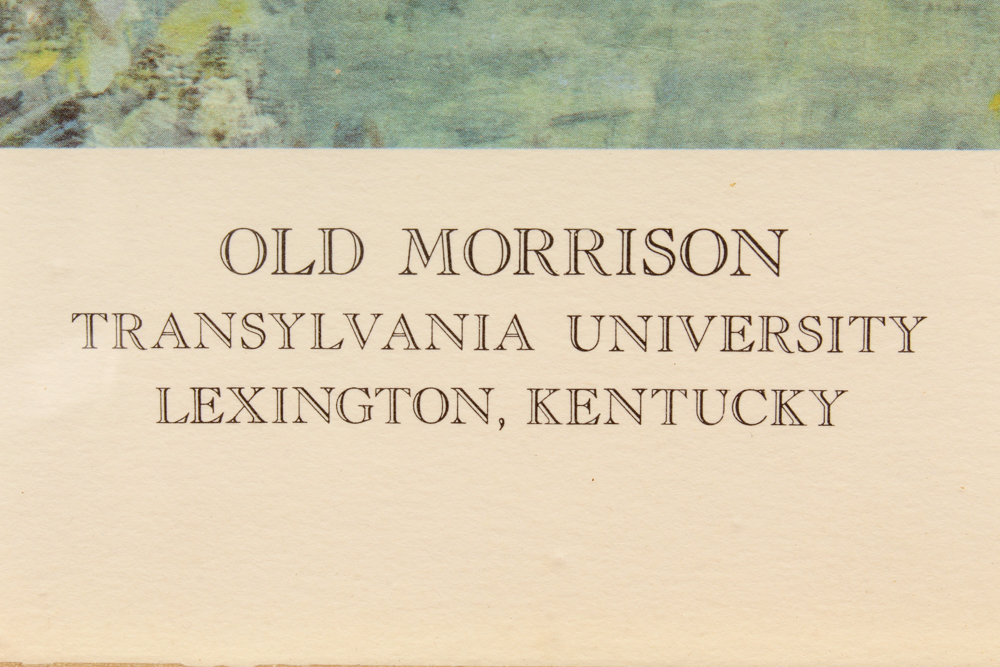 OLD MORRISON
TRANSYLVANIA UNIVERSITY
LEXINGTON, KENTUCKY